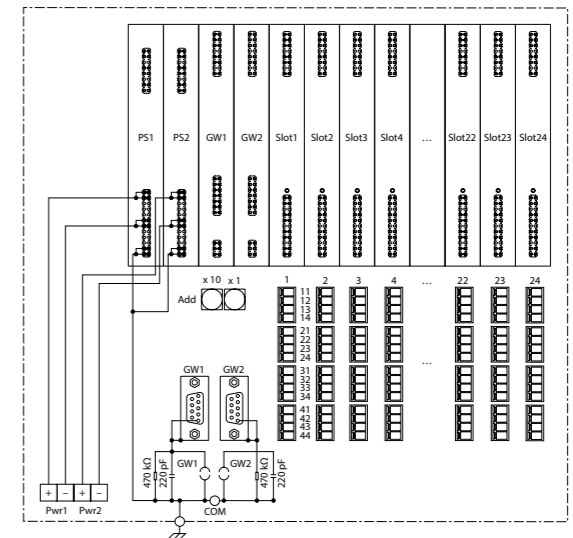 PS1 PS2 GW1 GW2 Slot1 Slot2 Slot3 Slot4 ... Slot22 Slot23 Slot24
x 10 x 1
Add
1 2 3 4 ... 22 23 24
11
12
13
14
21
22
23
24
...
31
32
33
34
41
42
43
44
GW1 GW2
470 kΩ
220 pF
GW1
GW2
470 kΩ
220 pF
COM
+ − + −
Pwr1 Pwr2